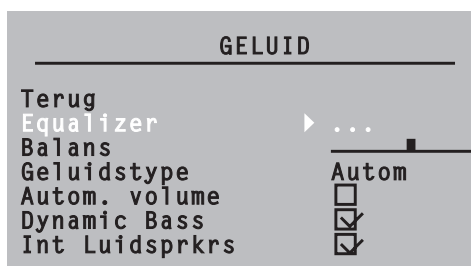 GELUID
Terug
Equalizer ...
Balans
Geluidstype Autom
Autom. volume
Dynamic Bass
Int Luidsprkrs